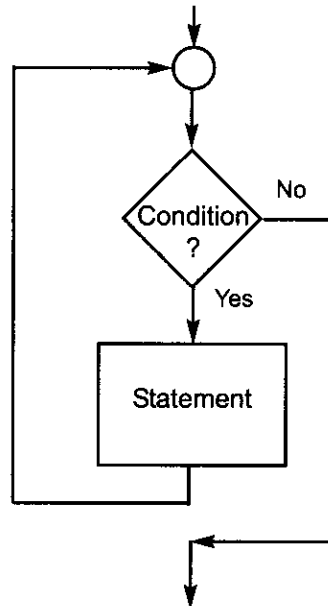 No
Condition
?
Yes
Statement